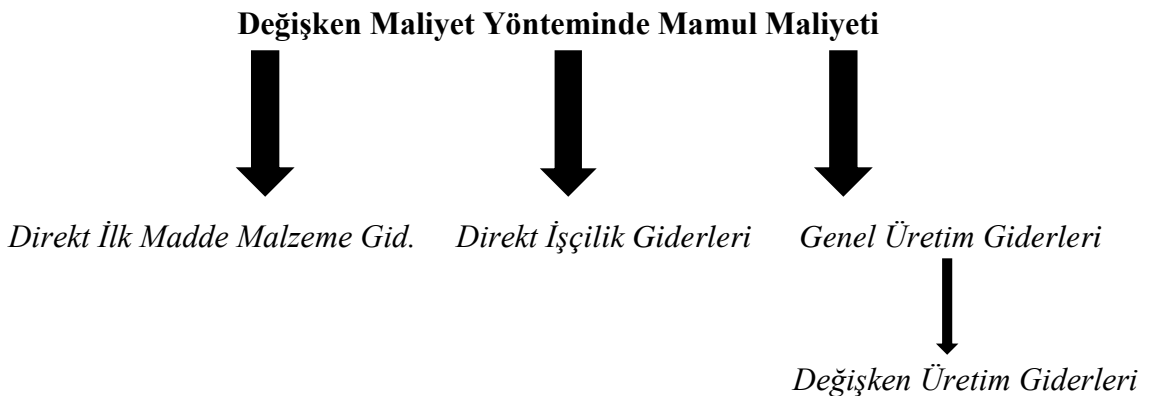 Değişken Maliyet Yönteminde Mamul Maliyeti
Direkt İlk Madde Malzeme Gid. Direkt İşçilik Giderleri Genel Üretim Giderleri
Değişken Üretim Giderleri